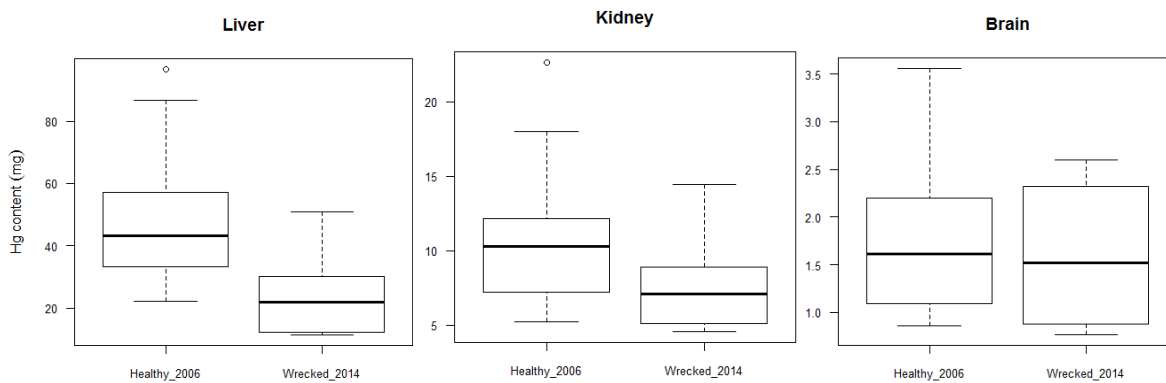 Liver
Kidney
Brain
Hg content (mg)
80
60
40
20
Healthy_2006
Wrecked_2014
20
15
10
5
Healthy_2006
Wrecked_2014
3.5
3.0
2.5
2.0
1.5
1.0
Healthy_2006
Wrecked_2014